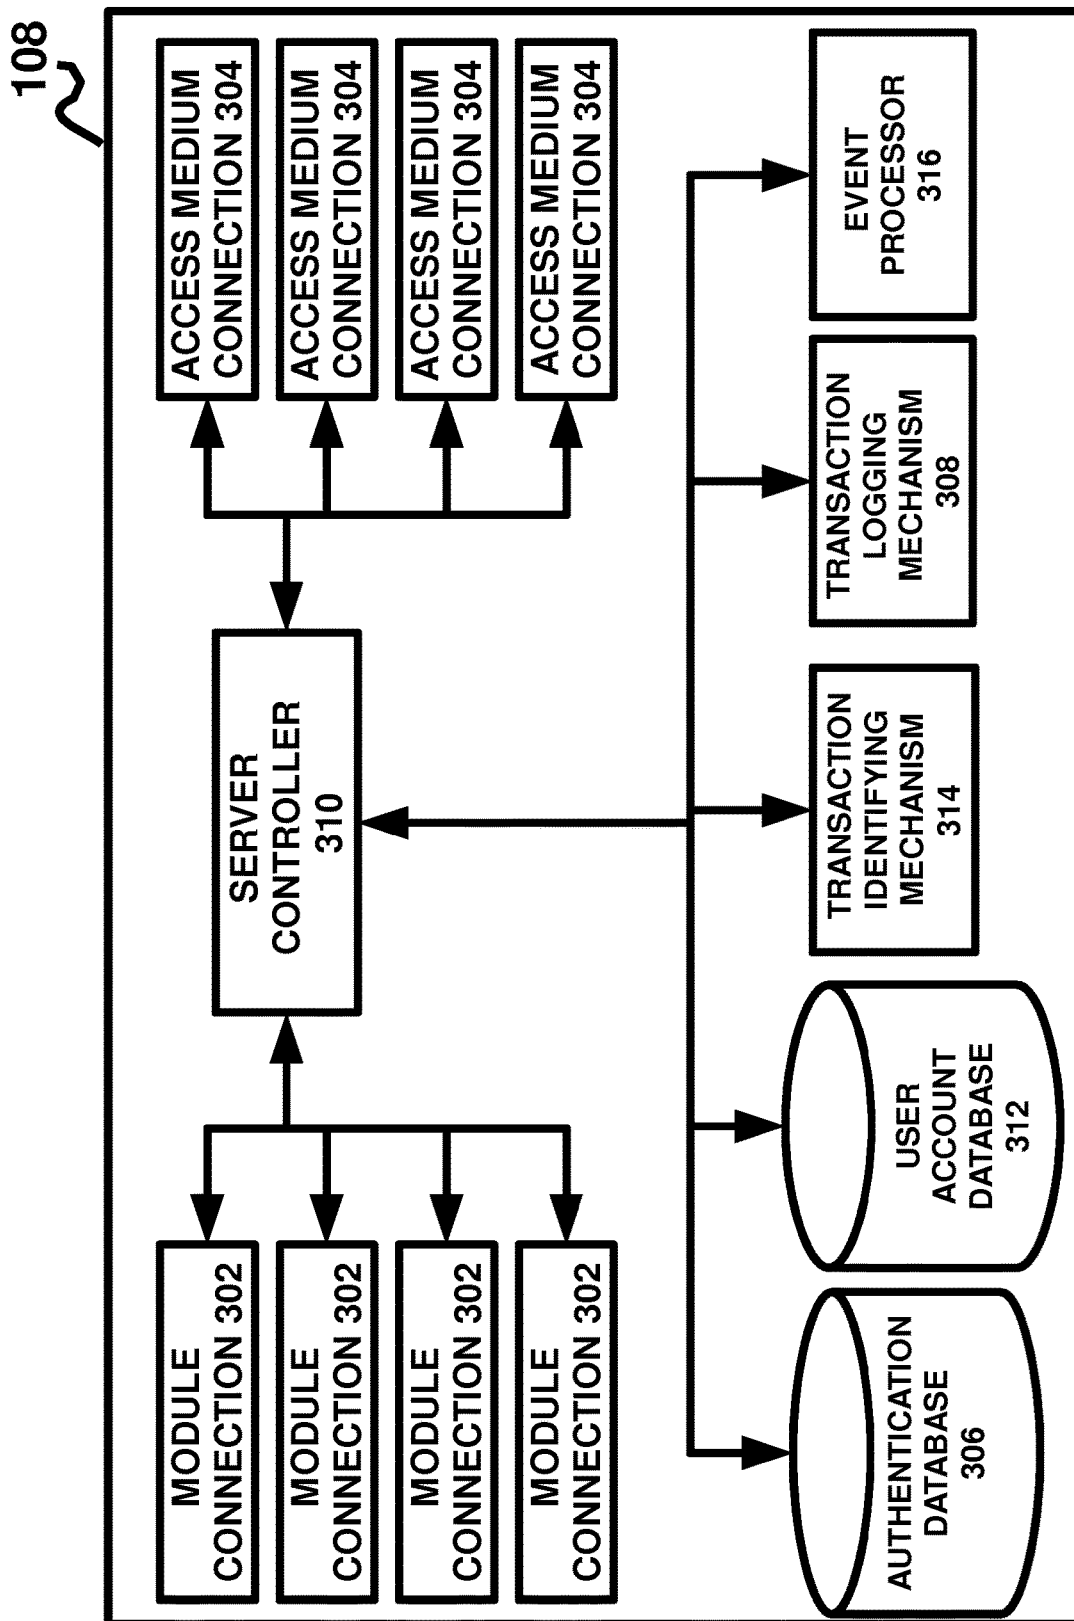 108
MODULE
CONNECTION 302
MODULE
CONNECTION 302
MODULE
CONNECTION 302
MODULE
CONNECTION 302
SERVER
CONTROLLER
310
ACCESS MEDIUM
CONNECTION 304
ACCESS MEDIUM
CONNECTION 304
ACCESS MEDIUM
CONNECTION 304
ACCESS MEDIUM
CONNECTION 304
AUTHENTICATION
DATABASE
306
USER
ACCOUNT
DATABASE
312
TRANSACTION
IDENTIFYING
MECHANISM
314
TRANSACTION
LOGGING
MECHANISM
308
EVENT
PROCESSOR
316